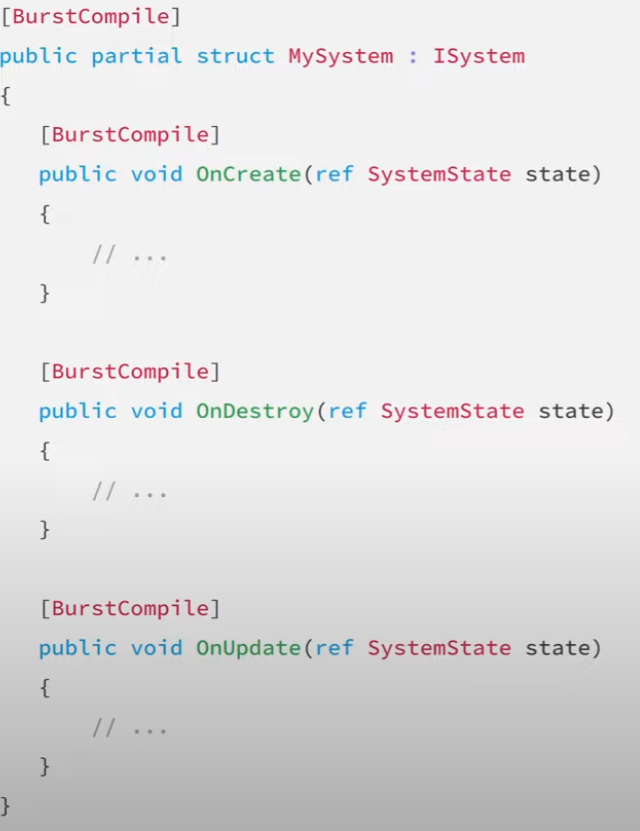 [BurstCompile]
public partial struct MySystem : ISystem
{
    [BurstCompile]
    public void OnCreate(ref SystemState state)
    {
        // ...
    }

    [BurstCompile]
    public void OnDestroy(ref SystemState state)
    {
        // ...
    }

    [BurstCompile]
    public void OnUpdate(ref SystemState state)
    {
        // ...
    }
}